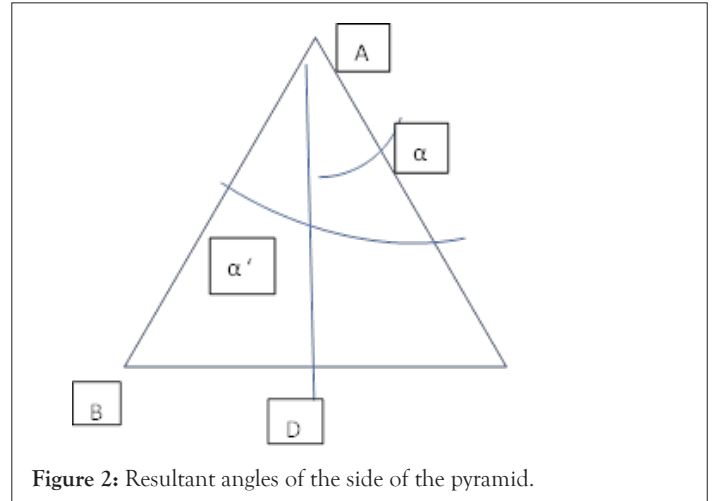 A
α
α′
B
D
Figure 2: Resultant angles of the side of the pyramid.